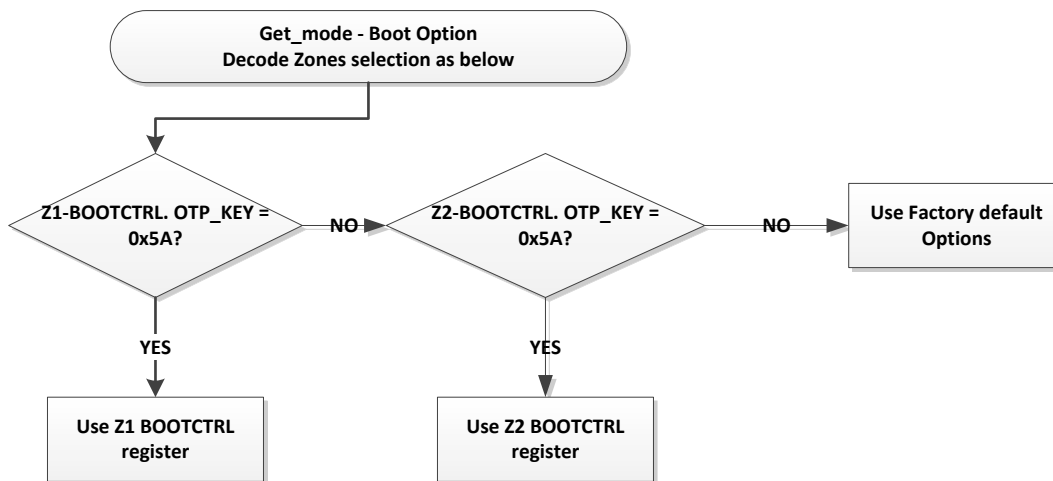 Get_mode - Boot Option
Decode Zones selection as below
Z1-BOOTCTRL. OTP_KEY =
0x5A?
NO
Z2-BOOTCTRL. OTP_KEY =
0x5A?
NO
Use Factory default
Options
YES
YES
Use Z1 BOOTCTRL
register
Use Z2 BOOTCTRL
register